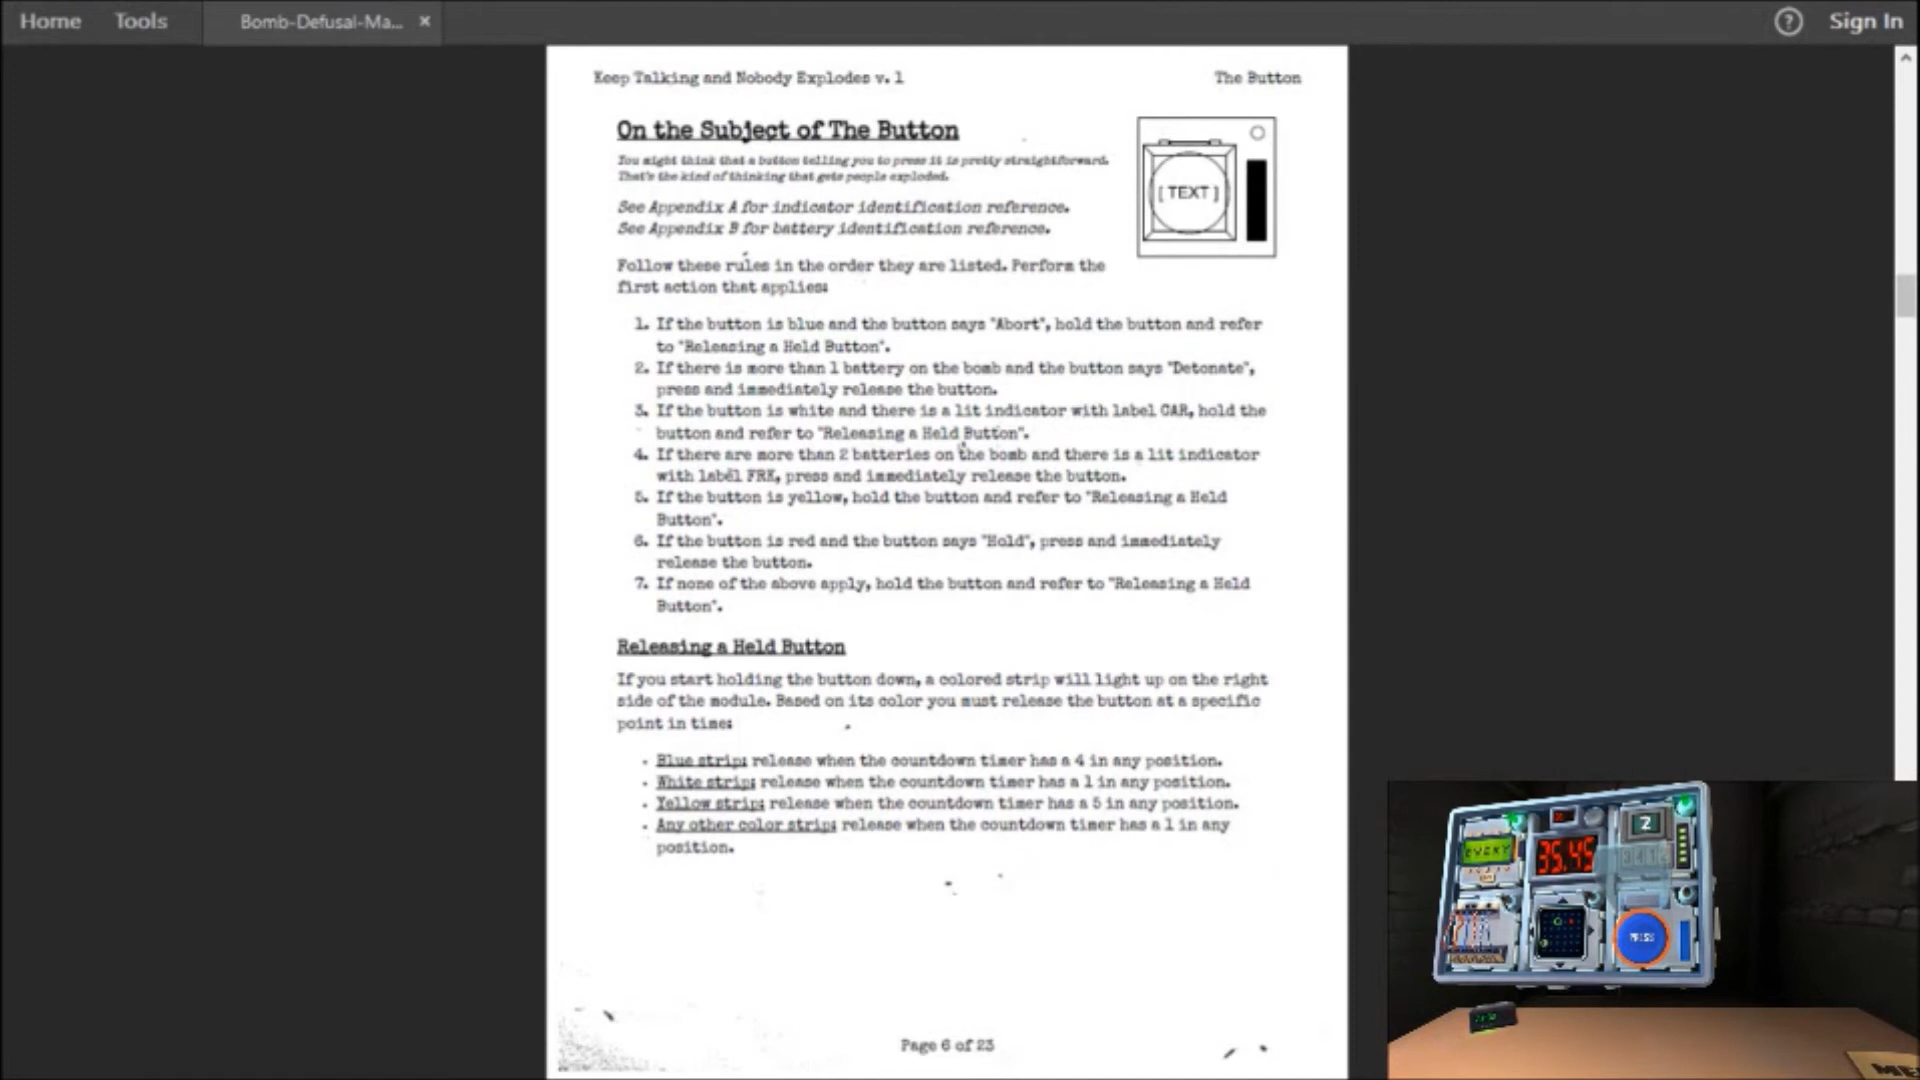 Home
Tools
Bomb-Defusal-Ma...
×
?
Sign In
Keep Talking and Nobody Explodes v. 1
The Button
On the Subject of The Button
You might think that a button telling you to press it is pretty straightforward.
That's the kind of thinking that gets people exploded.
See Appendix A for indicator identification reference.
See Appendix B for battery identification reference.
[ TEXT ]
Follow these rules in the order they are listed. Perform the
first action that applies:
1. If the button is blue and the button says "Abort", hold the button and refer
to "Releasing a Held Button".
2. If there is more than 1 battery on the bomb and the button says "Detonate",
press and immediately release the button.
3. If the button is white and there is a lit indicator with label CAR, hold the
button and refer to "Releasing a Held Button".
4. If there are more than 2 batteries on the bomb and there is a lit indicator
with label FRK, press and immediately release the button.
5. If the button is yellow, hold the button and refer to "Releasing a Held
Button".
6. If the button is red and the button says "Hold", press and immediately
release the button.
7. If none of the above apply, hold the button and refer to "Releasing a Held
Button".
Releasing a Held Button
If you start holding the button down, a colored strip will light up on the right
side of the module. Based on its color you must release the button at a specific
point in time:
• Blue strip: release when the countdown timer has a 4 in any position.
• White strip: release when the countdown timer has a 1 in any position.
• Yellow strip: release when the countdown timer has a 5 in any position.
• Any other color strip: release when the countdown timer has a 1 in any
position.
Page 6 of 23
2
35.45
PRESS